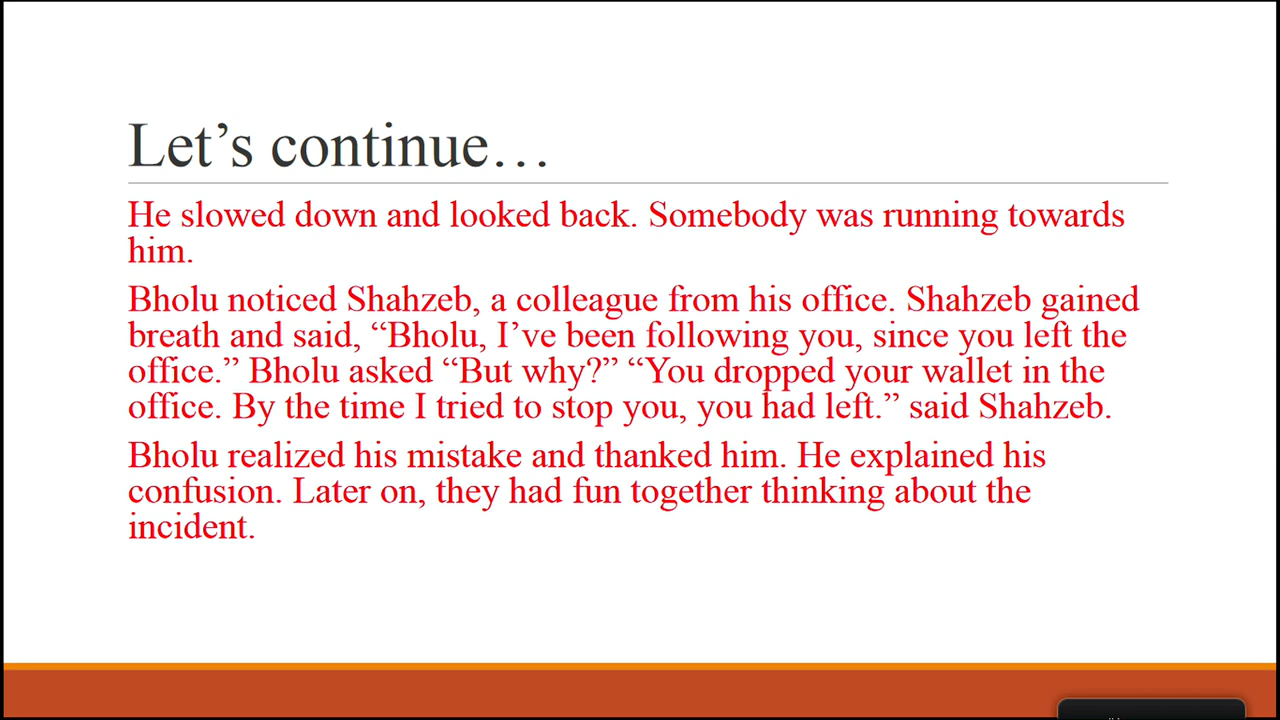 Let’s continue…
He slowed down and looked back. Somebody was running towards
him.
Bholu noticed Shahzeb, a colleague from his office. Shahzeb gained
breath and said, “Bholu, I’ve been following you, since you left the
office.” Bholu asked “But why?” “You dropped your wallet in the
office. By the time I tried to stop you, you had left.” said Shahzeb.
Bholu realized his mistake and thanked him. He explained his
confusion. Later on, they had fun together thinking about the
incident.